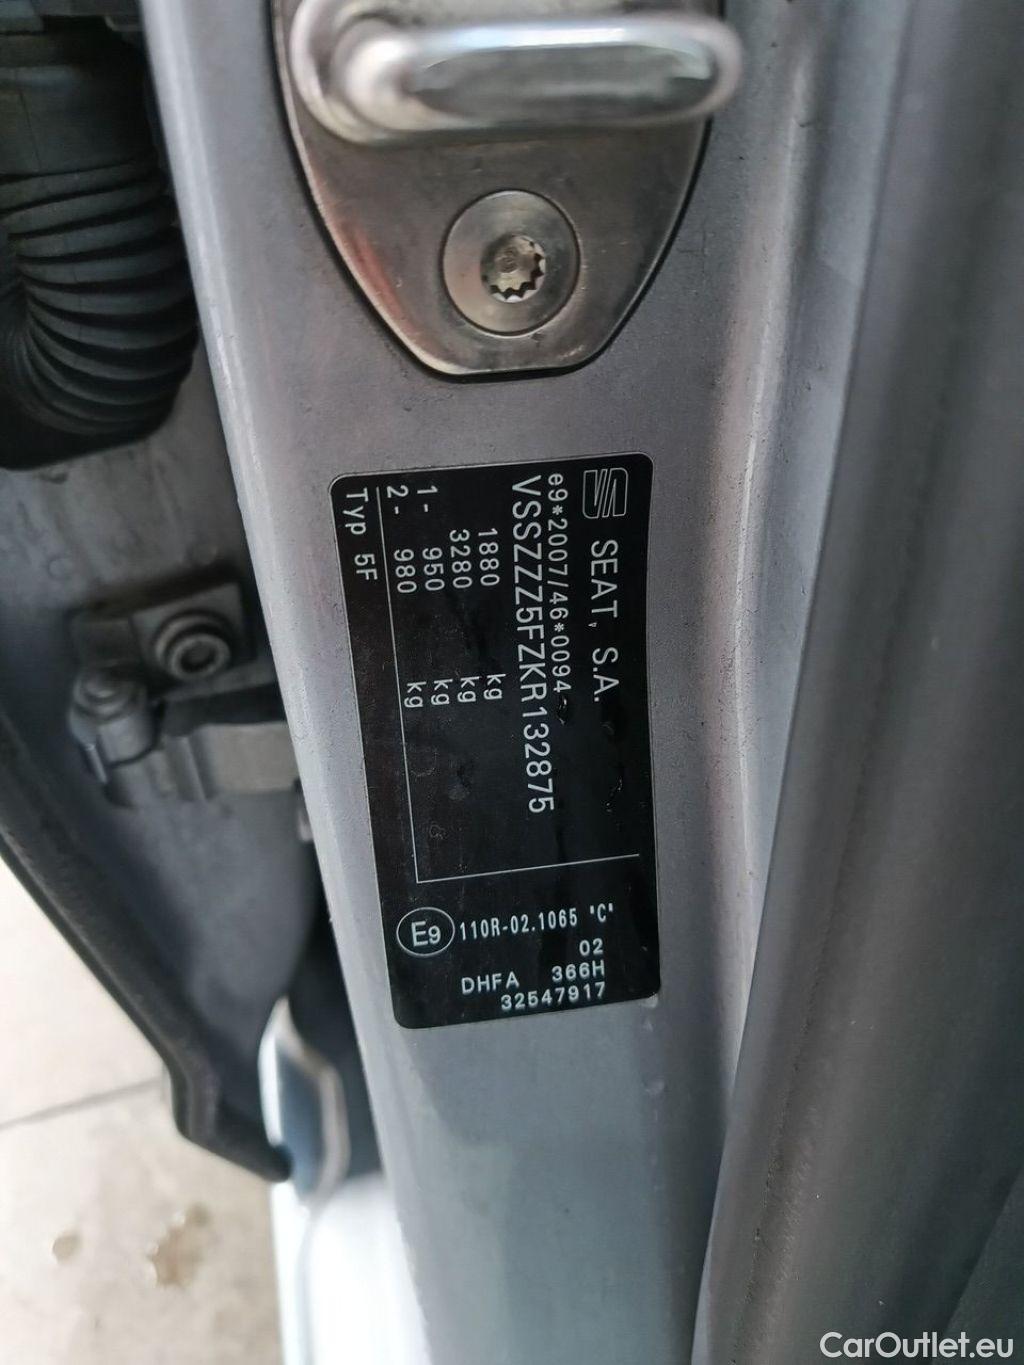 SEAT, S.A.
e9*2007/46*0094
VSSZZZ5FZKR132875
1880 kg
3280 kg
1- 950 kg
2- 980 kg
Typ 5F
E9 110R-02.1065 "C"
02
DHFA 366H
32547917
CarOutlet.eu